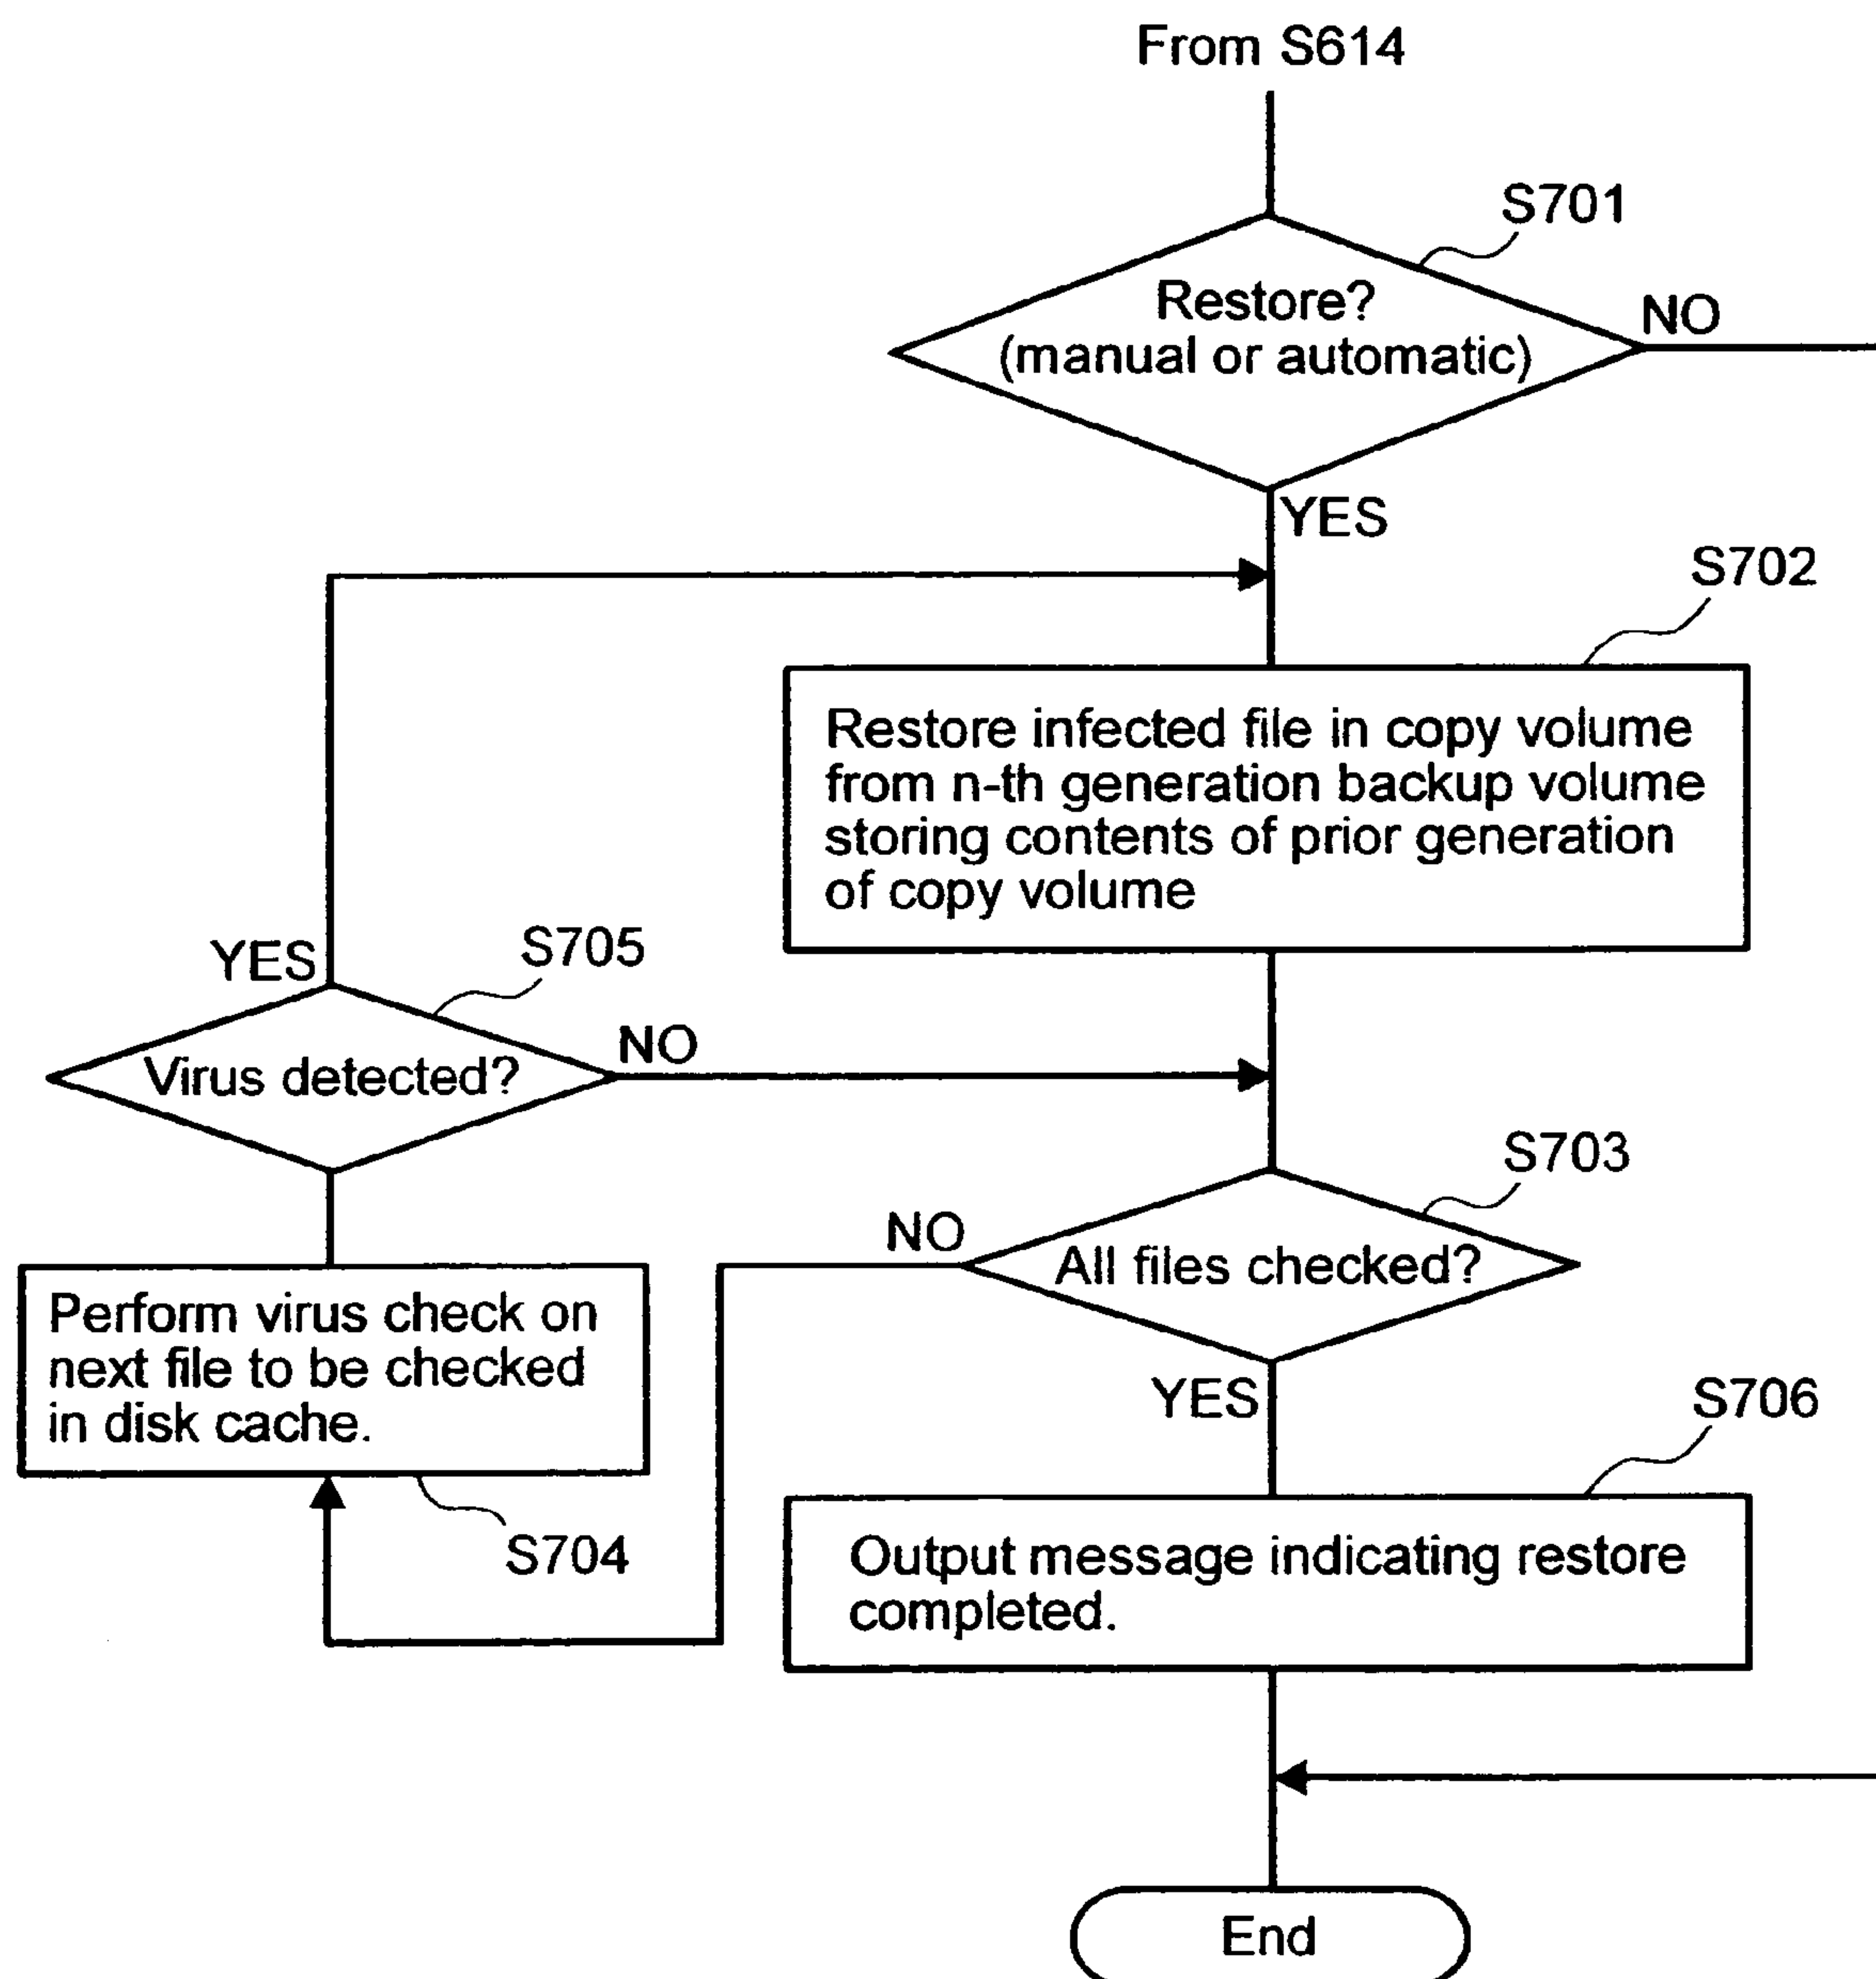 From S614
S701
Restore?
(manual or automatic)
NO
YES
S702
Restore infected file in copy volume
from n-th generation backup volume
storing contents of prior generation
of copy volume
YES
S705
Virus detected?
NO
S703
NO
All files checked?
Perform virus check on
next file to be checked
in disk cache.
S704
YES
S706
Output message indicating restore
completed.
End